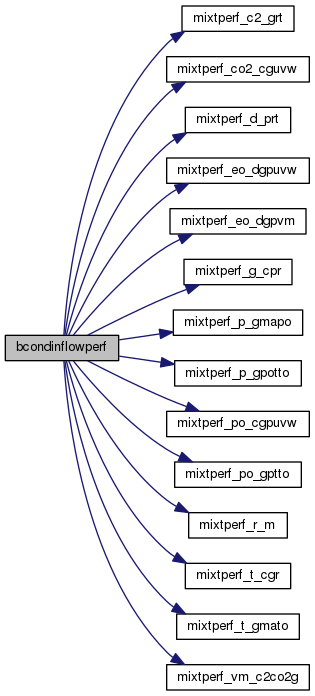 mixtperf_c2_grt
mixtperf_co2_cguvw
mixtperf_d_prt
mixtperf_eo_dgpuvw
mixtperf_eo_dgpvm
mixtperf_g_cpr
mixtperf_p_gmapo
bcondinflowperf
mixtperf_p_gpotto
mixtperf_po_cgpuvw
mixtperf_po_gptto
mixtperf_r_m
mixtperf_t_cgr
mixtperf_t_gmato
mixtperf_vm_c2co2g